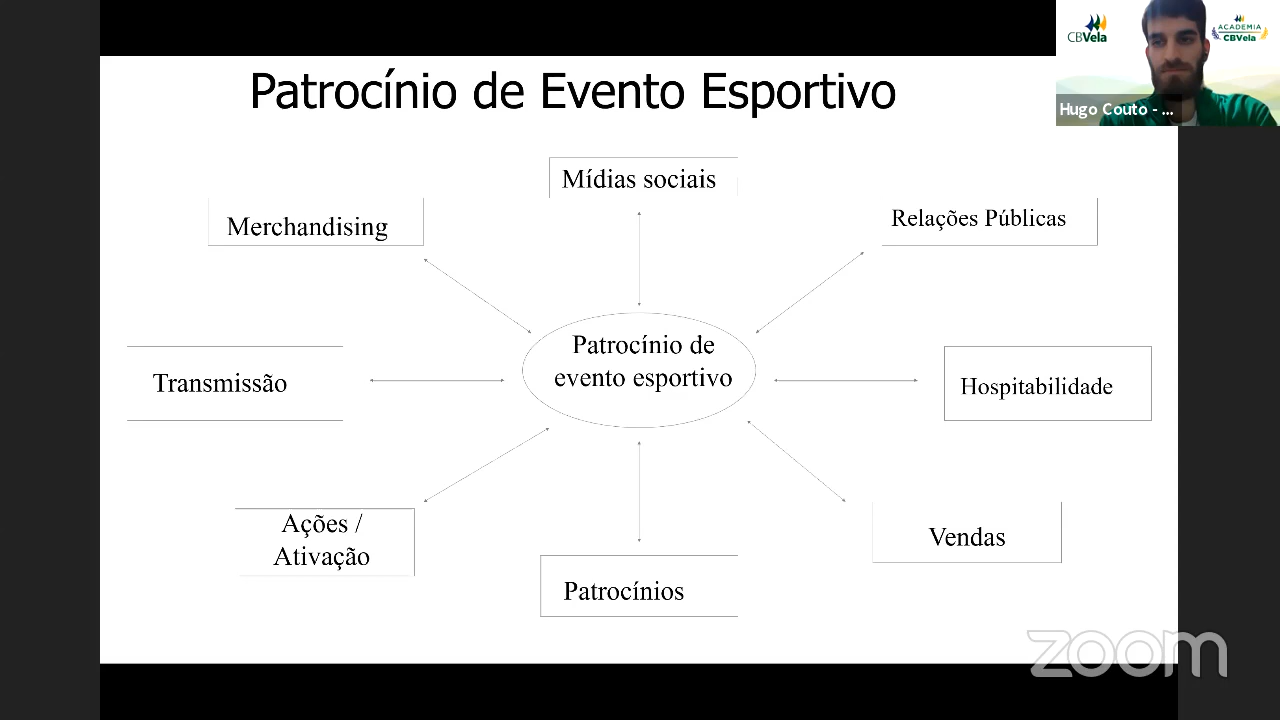 Patrocínio de Evento Esportivo
CBVela
ACADEMIA
CBVela
Hugo Couto - ...
Mídias sociais
Merchandising
Relações Públicas
Patrocínio de
evento esportivo
Transmissão
Hospitabilidade
Ações /
Ativação
Vendas
Patrocínios
zoom